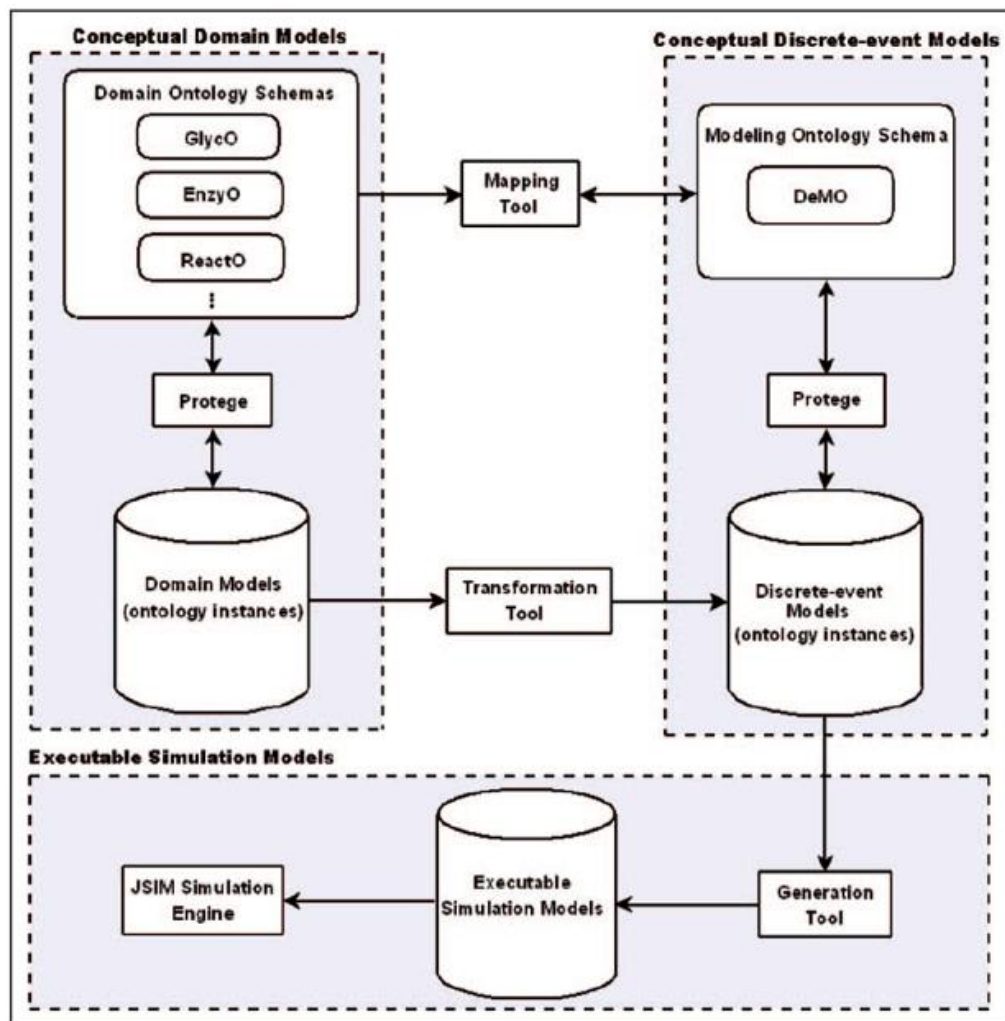 Conceptual Domain Models
Domain Ontology Schemas
GlycO
EnzyO
ReactO
Protege
Domain Models
(ontology instances)
Mapping
Tool
Transformation
Tool
Conceptual Discrete-event Models
Modeling Ontology Schema
DeMO
Protege
Discrete-event
Models
(ontology instances)
Executable Simulation Models
JSIM Simulation
Engine
Executable
Simulation Models
Generation
Tool